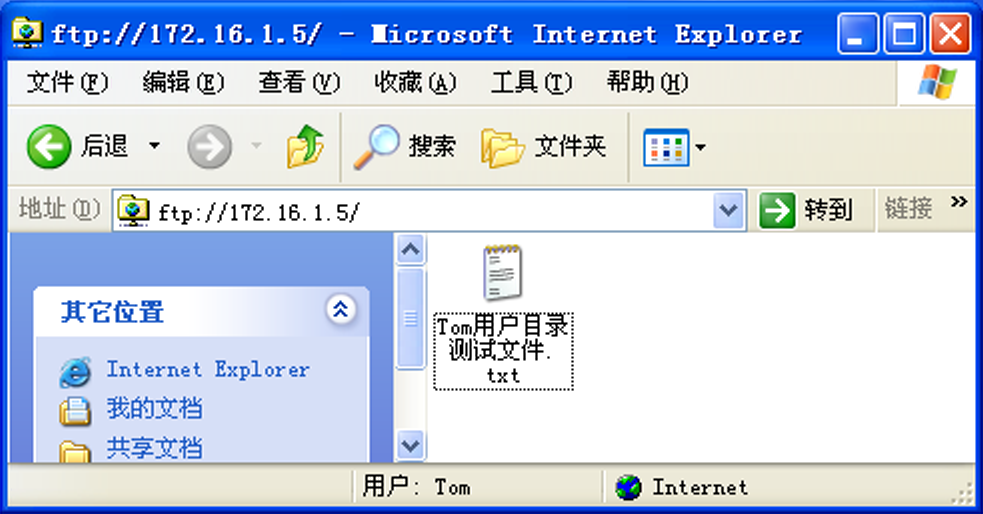 ftp://172.16.1.5/ - Microsoft Internet Explorer
文件(F) 编辑(E) 查看(V) 收藏(A) 工具(T) 帮助(H)
后退 搜索 文件夹
地址(D) ftp://172.16.1.5/ 转到 链接 »
其它位置
Internet Explorer
我的文档
共享文档
Tom用户目录
测试文件.
txt
用户: Tom Internet